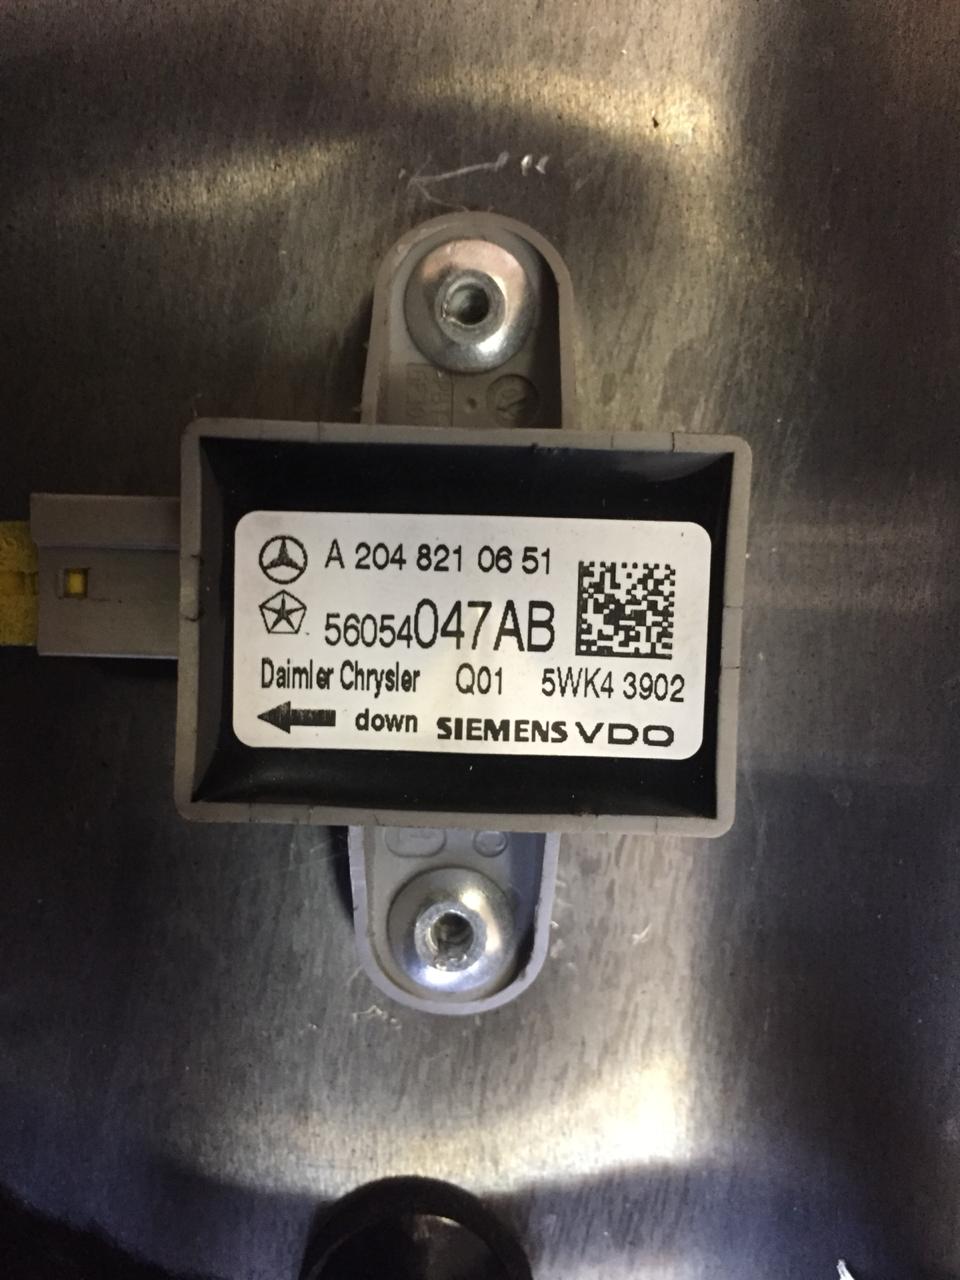 A 204 821 06 51
56054047AB
Daimler Chrysler Q01 5WK4 3902
down SIEMENS VDO